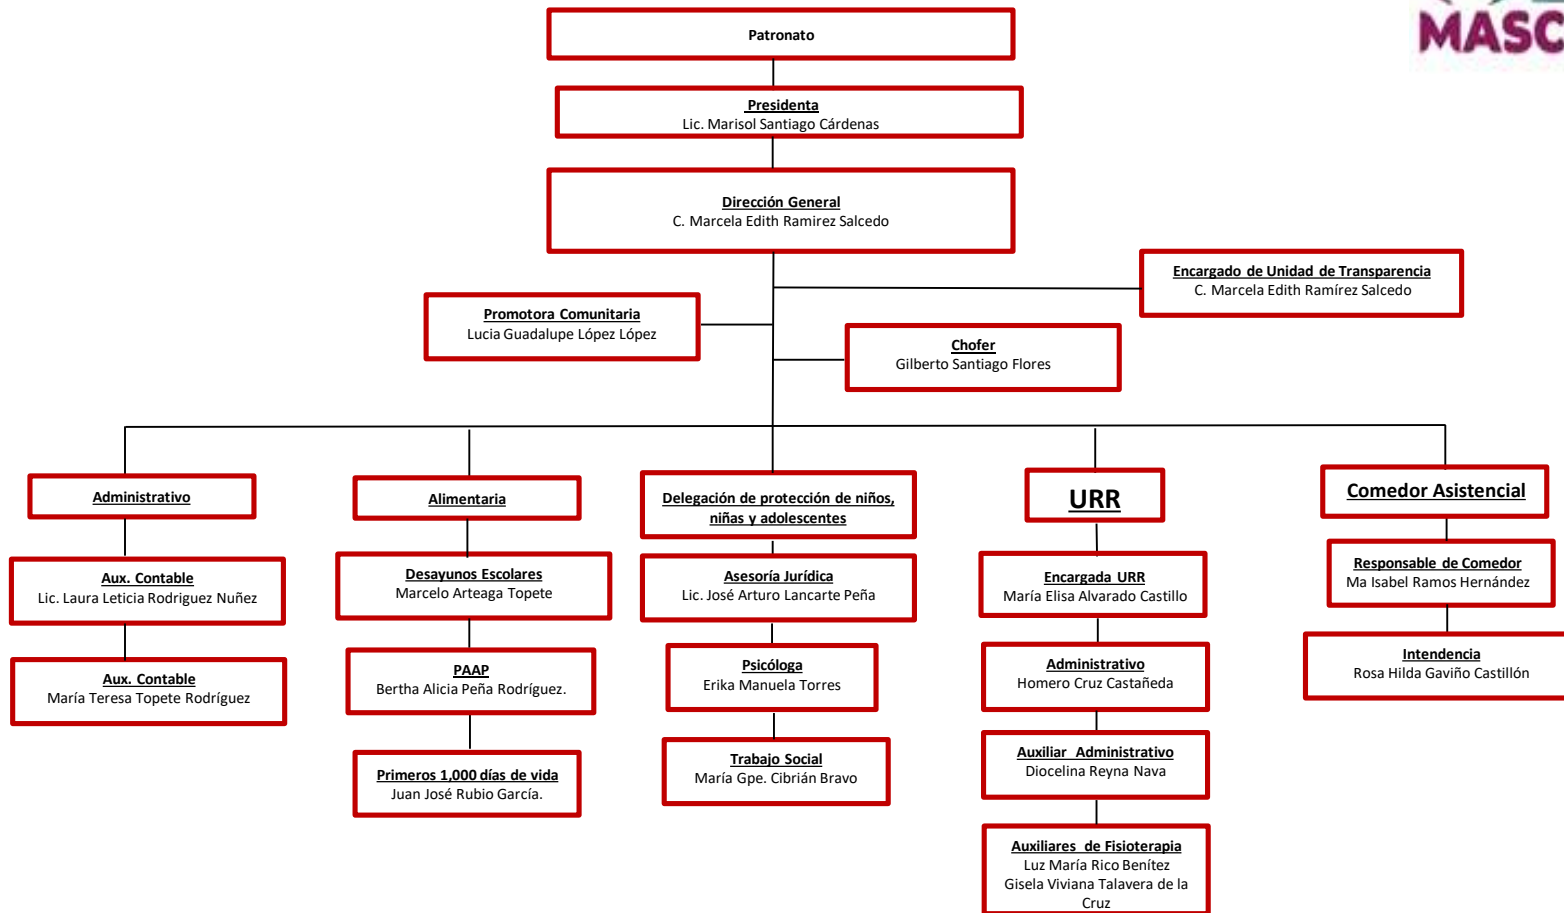 MASC
Patronato
Presidenta
Lic. Marisol Santiago Cárdenas
Dirección General
C. Marcela Edith Ramirez Salcedo
Encargado de Unidad de Transparencia
C. Marcela Edith Ramírez Salcedo
Promotora Comunitaria
Lucia Guadalupe López López
Chofer
Gilberto Santiago Flores
Administrativo
Aux. Contable
Lic. Laura Leticia Rodriguez Nuñez
Aux. Contable
María Teresa Topete Rodríguez
Alimentaria
Desayunos Escolares
Marcelo Arteaga Topete
PAAP
Bertha Alicia Peña Rodríguez.
Primeros 1,000 días de vida
Juan José Rubio García.
Delegación de protección de niños,
niñas y adolescentes
Asesoría Jurídica
Lic. José Arturo Lancarte Peña
Psicóloga
Erika Manuela Torres
Trabajo Social
María Gpe. Cibrián Bravo
URR
Encargada URR
María Elisa Alvarado Castillo
Administrativo
Homero Cruz Castañeda
Auxiliar Administrativo
Diocelina Reyna Nava
Auxiliares de Fisioterapia
Luz María Rico Benítez
Gisela Viviana Talavera de la
Cruz
Comedor Asistencial
Responsable de Comedor
Ma Isabel Ramos Hernández
Intendencia
Rosa Hilda Gaviño Castillón